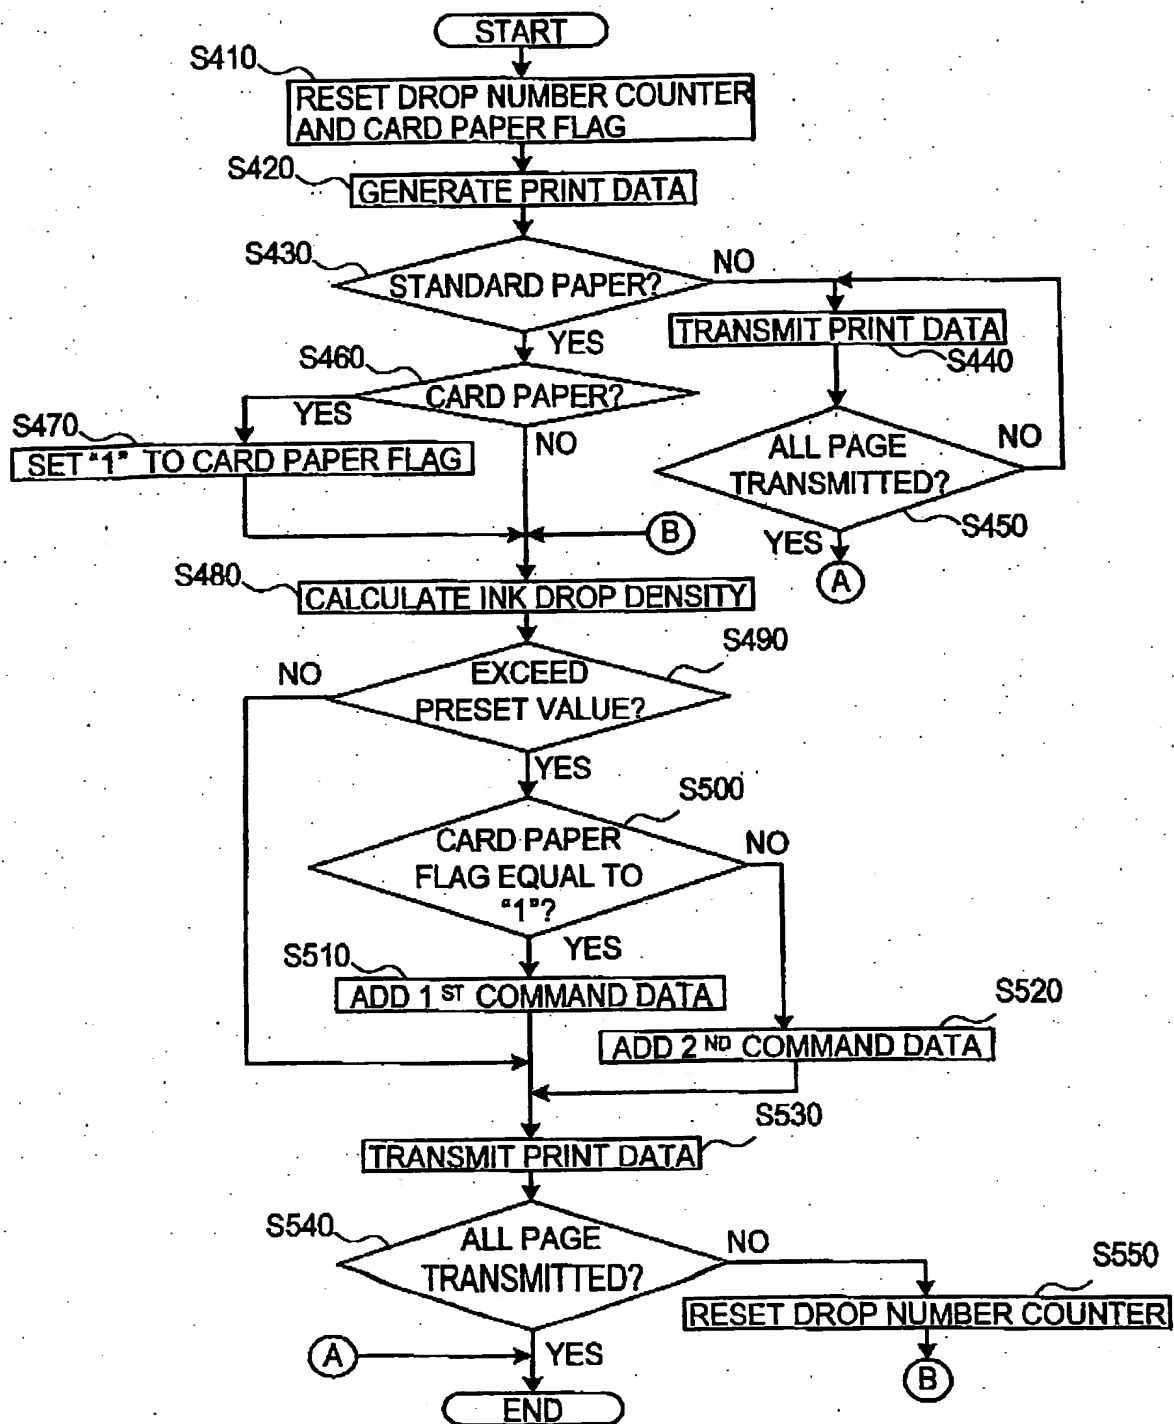 START
S410
RESET DROP NUMBER COUNTER
AND CARD PAPER FLAG
S420
GENERATE PRINT DATA
S430
STANDARD PAPER?
NO
YES
TRANSMIT PRINT DATA
S440
S460
CARD PAPER?
YES
NO
S470
SET "1" TO CARD PAPER FLAG
ALL PAGE
TRANSMITTED?
NO
S450
YES
A
B
S480
CALCULATE INK DROP DENSITY
S490
NO
EXCEED
PRESET VALUE?
YES
S500
CARD PAPER
FLAG EQUAL TO
"1"?
NO
YES
S510
ADD 1ST COMMAND DATA
S520
ADD 2ND COMMAND DATA
S530
TRANSMIT PRINT DATA
S540
ALL PAGE
TRANSMITTED?
NO
S550
RESET DROP NUMBER COUNTER
A
YES
B
END